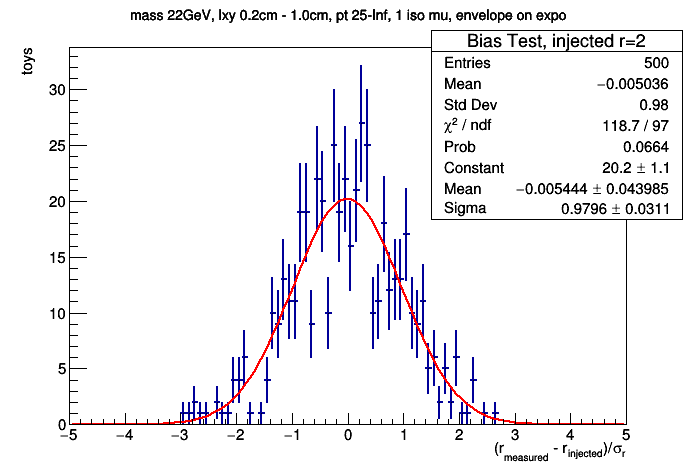 mass 22GeV, lxy 0.2cm - 1.0cm, pt 25-Inf, 1 iso mu, envelope on expo
toys
Bias Test, injected r=2
Entries 500
Mean −0.005036
Std Dev 0.98
χ² / ndf 118.7 / 97
Prob 0.0664
Constant 20.2 ± 1.1
Mean −0.005444 ± 0.043985
Sigma 0.9796 ± 0.0311
30
25
20
15
10
5
0
−5 −4 −3 −2 −1 0 1 2 3 4 5
(r_measured - r_injected)/σ_r